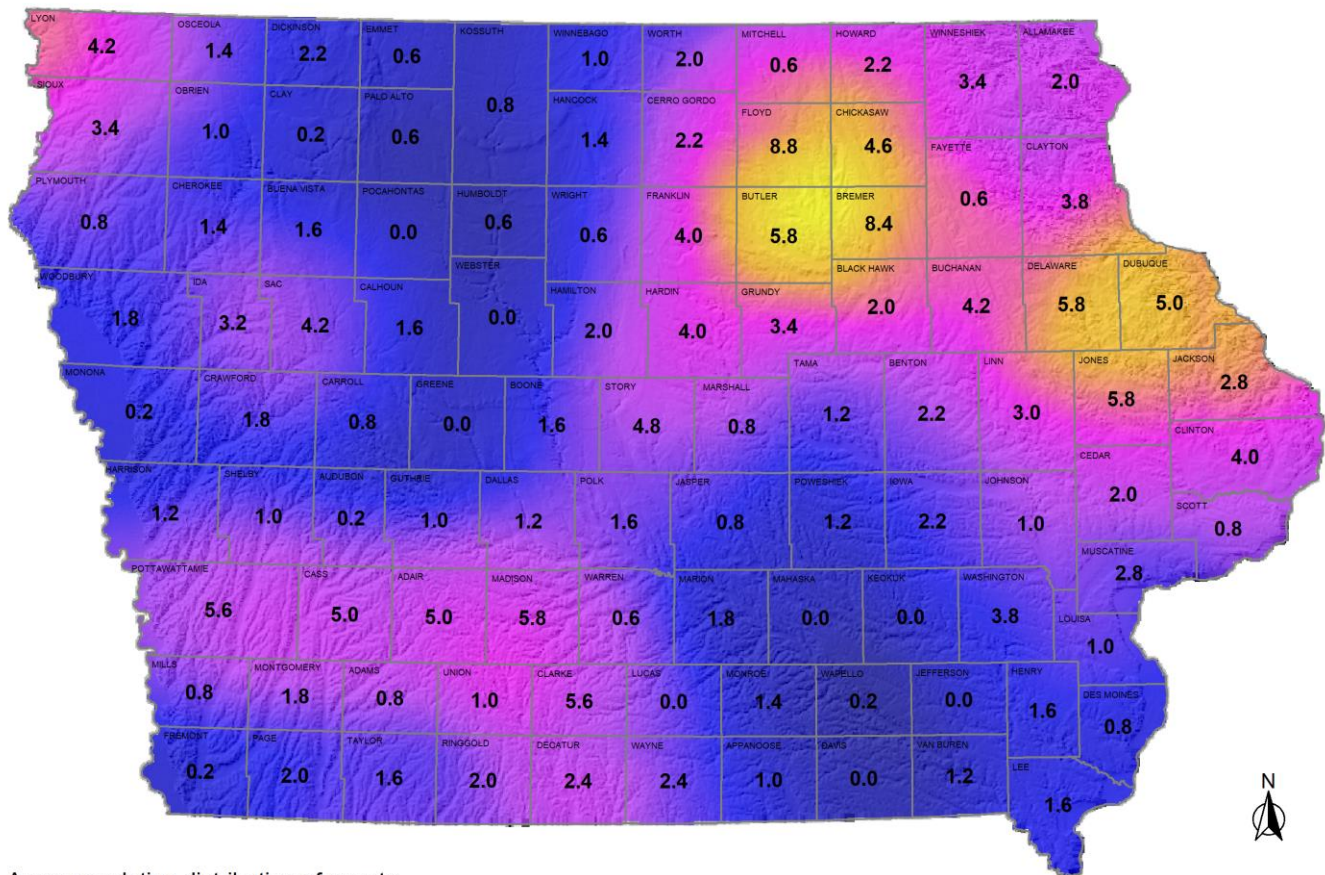 LYON 4.2
OSCEOLA 1.4
DICKINSON 2.2
EMMET 0.6
KOSSUTH 0.8
WINNEBAGO 1.0
WORTH 2.0
MITCHELL 0.6
HOWARD 2.2
WINNESHIEK 3.4
ALLAMAKEE 2.0
SIOUX 3.4
OBRIEN 1.0
CLAY 0.2
PALO ALTO 0.6
HANCOCK 1.4
CERRO GORDO 2.2
FLOYD 8.8
CHICKASAW 4.6
FAYETTE 0.6
CLAYTON 3.8
PLYMOUTH 0.8
CHEROKEE 1.4
BUENA VISTA 1.6
POCAHONTAS 0.0
HUMBOLDT 0.6
WRIGHT 0.6
FRANKLIN 4.0
BUTLER 5.8
BREMER 8.4
WOODBURY 1.8
IDA 3.2
SAC 4.2
CALHOUN 1.6
WEBSTER 0.0
HAMILTON 2.0
HARDIN 4.0
GRUNDY 3.4
BLACK HAWK 2.0
BUCHANAN 4.2
DELAWARE 5.8
DUBUQUE 5.0
MONONA 0.2
CRAWFORD 1.8
CARROLL 0.8
GREENE 0.0
BOONE 1.6
STORY 4.8
MARSHALL 0.8
TAMA 1.2
BENTON 2.2
LINN 3.0
JONES 5.8
JACKSON 2.8
CLINTON 4.0
CEDAR 2.0
SCOTT 0.8
HARRISON 1.2
SHELBY 1.0
AUDUBON 0.2
GUTHRIE 1.0
DALLAS 1.2
POLK 1.6
JASPER 0.8
POWESHIEK 1.2
IOWA 2.2
JOHNSON 1.0
MUSCATINE 2.8
POTTAWATTAMIE 5.6
CASS 5.0
ADAIR 5.0
MADISON 5.8
WARREN 0.6
MARION 1.8
MAHASKA 0.0
KEOKUK 0.0
WASHINGTON 3.8
LOUISA 1.0
MILLS 0.8
MONTGOMERY 1.8
ADAMS 0.8
UNION 1.0
CLARKE 5.6
LUCAS 0.0
MONROE 1.4
WAPELLO 0.2
JEFFERSON 0.0
HENRY 1.6
DES MOINES 0.8
FREMONT 0.2
PAGE 2.0
TAYLOR 1.6
RINGGOLD 2.0
DECATUR 2.4
WAYNE 2.4
APPANOOSE 1.0
DAVIS 0.0
VAN BUREN 1.2
LEE 1.6
N